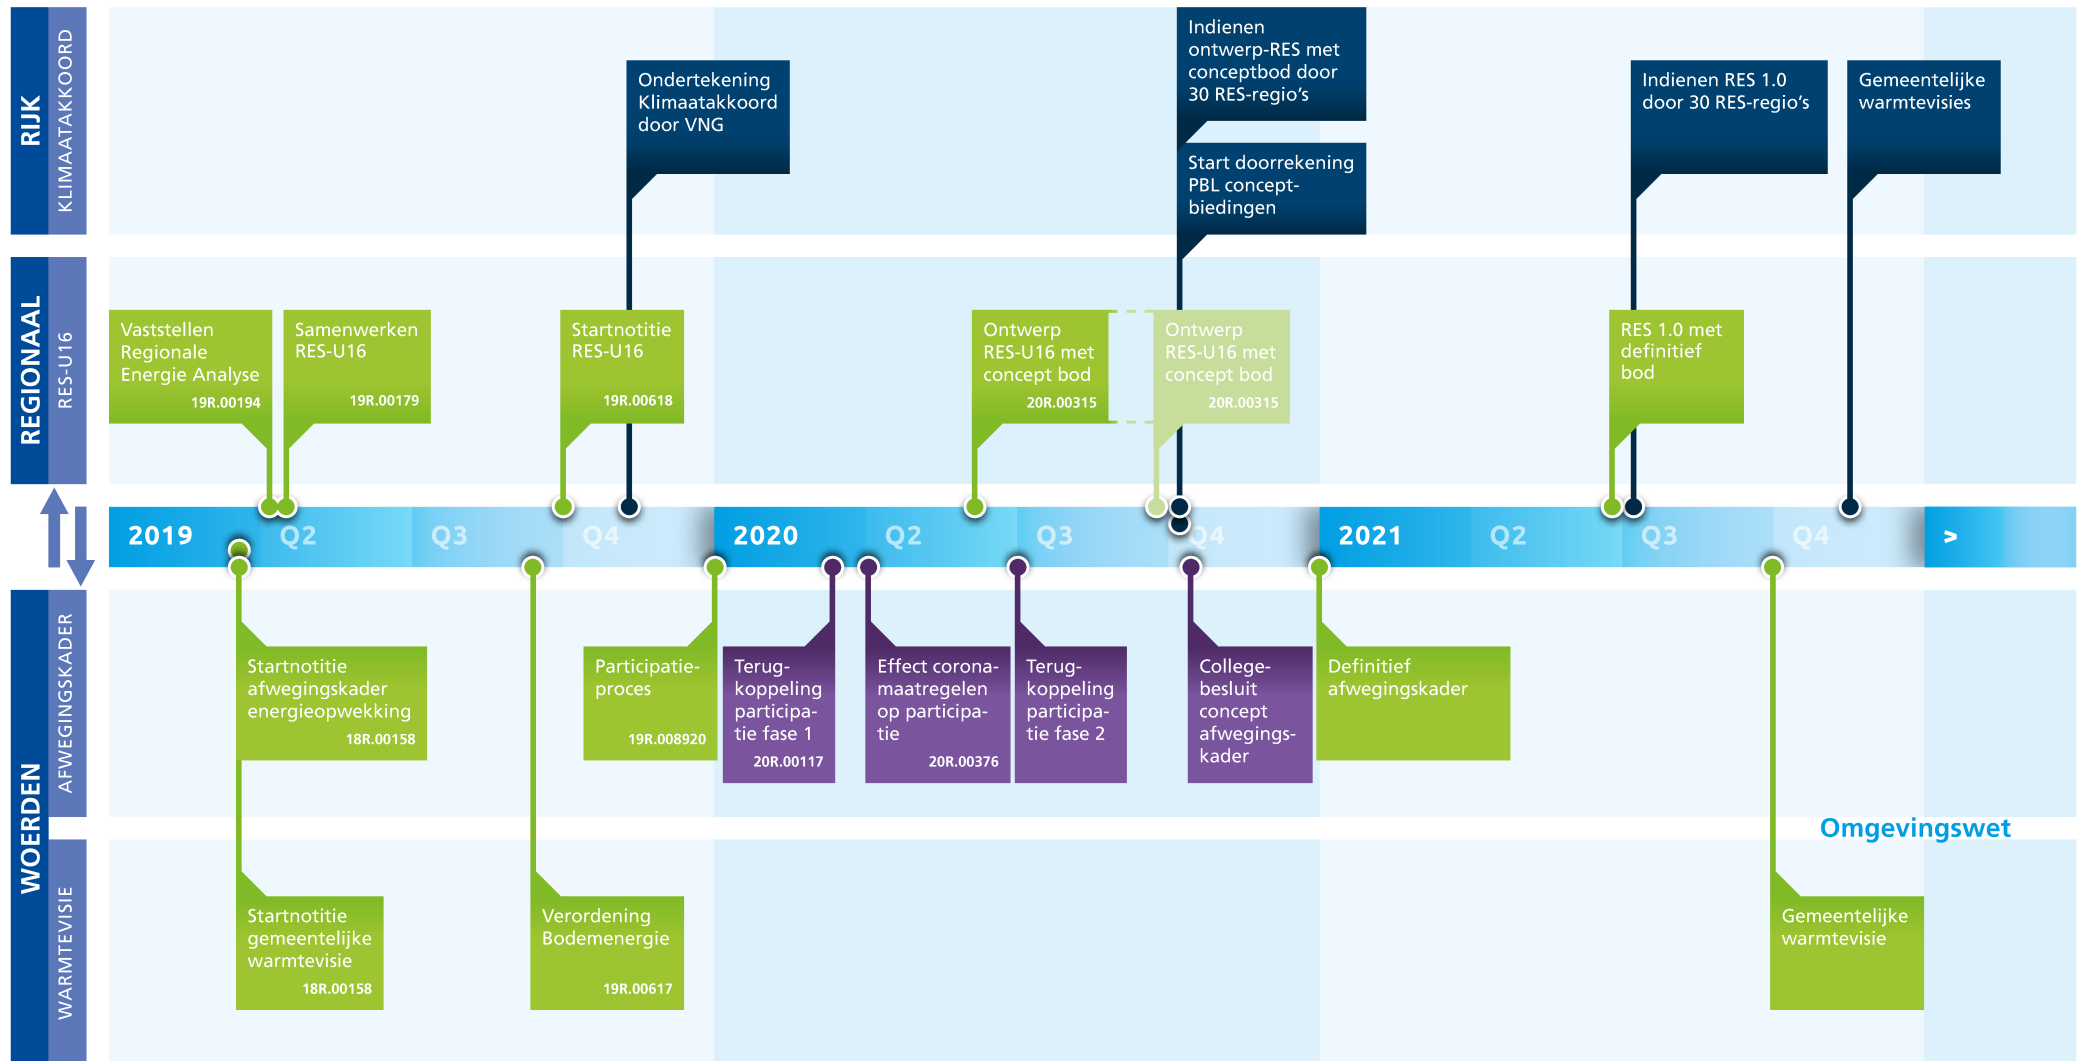 RIJK
KLIMAATAKKOORD
Ondertekening
Klimaatakkoord
door VNG
Indienen
ontwerp-RES met
conceptbod door
30 RES-regio's
Start doorrekening
PBL concept-
biedingen
Indienen RES 1.0
door 30 RES-regio's
Gemeentelijke
warmtevisies
REGIONAAL
RES-U16
Vaststellen
Regionale
Energie Analyse
19R.00194
Samenwerken
RES-U16
19R.00179
Startnotitie
RES-U16
19R.00618
Ontwerp
RES-U16 met
concept bod
20R.00315
Ontwerp
RES-U16 met
concept bod
20R.00315
RES 1.0 met
definitief
bod
2019
Q2
Q3
Q4
2020
Q2
Q3
Q4
2021
Q2
Q3
Q4
>
WOERDEN
AFWEGINGSKADER
Startnotitie
afwegingskader
energieopwekking
18R.00158
Participatie-
proces
19R.008920
Terug-
koppeling
participa-
tie fase 1
20R.00117
Effect corona-
maatregelen
op participa-
tie
20R.00376
Terug-
koppeling
participa-
tie fase 2
College-
besluit
concept
afwegings-
kader
Definitief
afwegingskader
Omgevingswet
WARMTEVISIE
Startnotitie
gemeentelijke
warmtevisie
18R.00158
Verordening
Bodemenergie
19R.00617
Gemeentelijke
warmtevisie